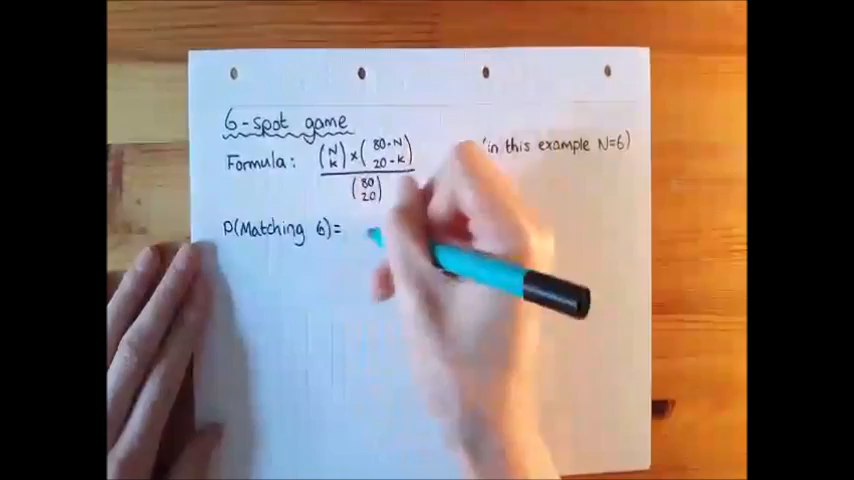 6-spot game
Formula: (N K) × (80-N 20-K) / (80 20) (in this example N=6)
P(Matching 6)=